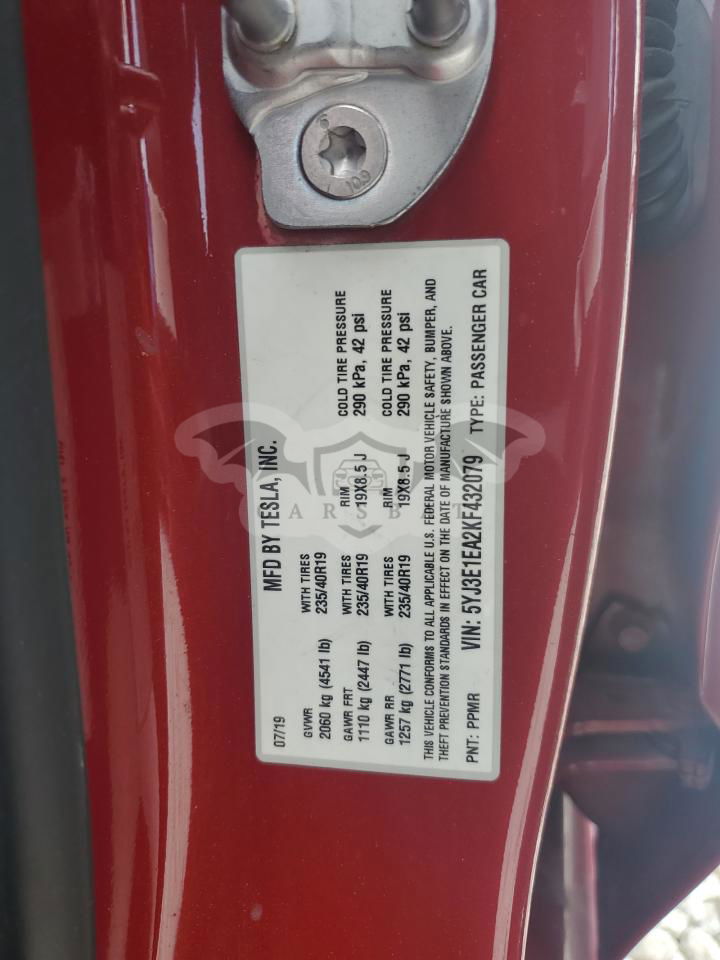 MFD BY TESLA, INC.
07/19
GVWR WITH TIRES RIM COLD TIRE PRESSURE
2060 kg (4541 lb) 235/40R19 19X8.5 J 290 kPa, 42 psi
GAWR FRT WITH TIRES
1110 kg (2447 lb) 235/40R19
GAWR RR WITH TIRES RIM COLD TIRE PRESSURE
1257 kg (2771 lb) 235/40R19 19X8.5 J 290 kPa, 42 psi
THIS VEHICLE CONFORMS TO ALL APPLICABLE U.S. FEDERAL MOTOR VEHICLE SAFETY, BUMPER, AND
THEFT PREVENTION STANDARDS IN EFFECT ON THE DATE OF MANUFACTURE SHOWN ABOVE.
PNT: PPMR VIN: 5YJ3E1EA2KF432079 TYPE: PASSENGER CAR
10.9